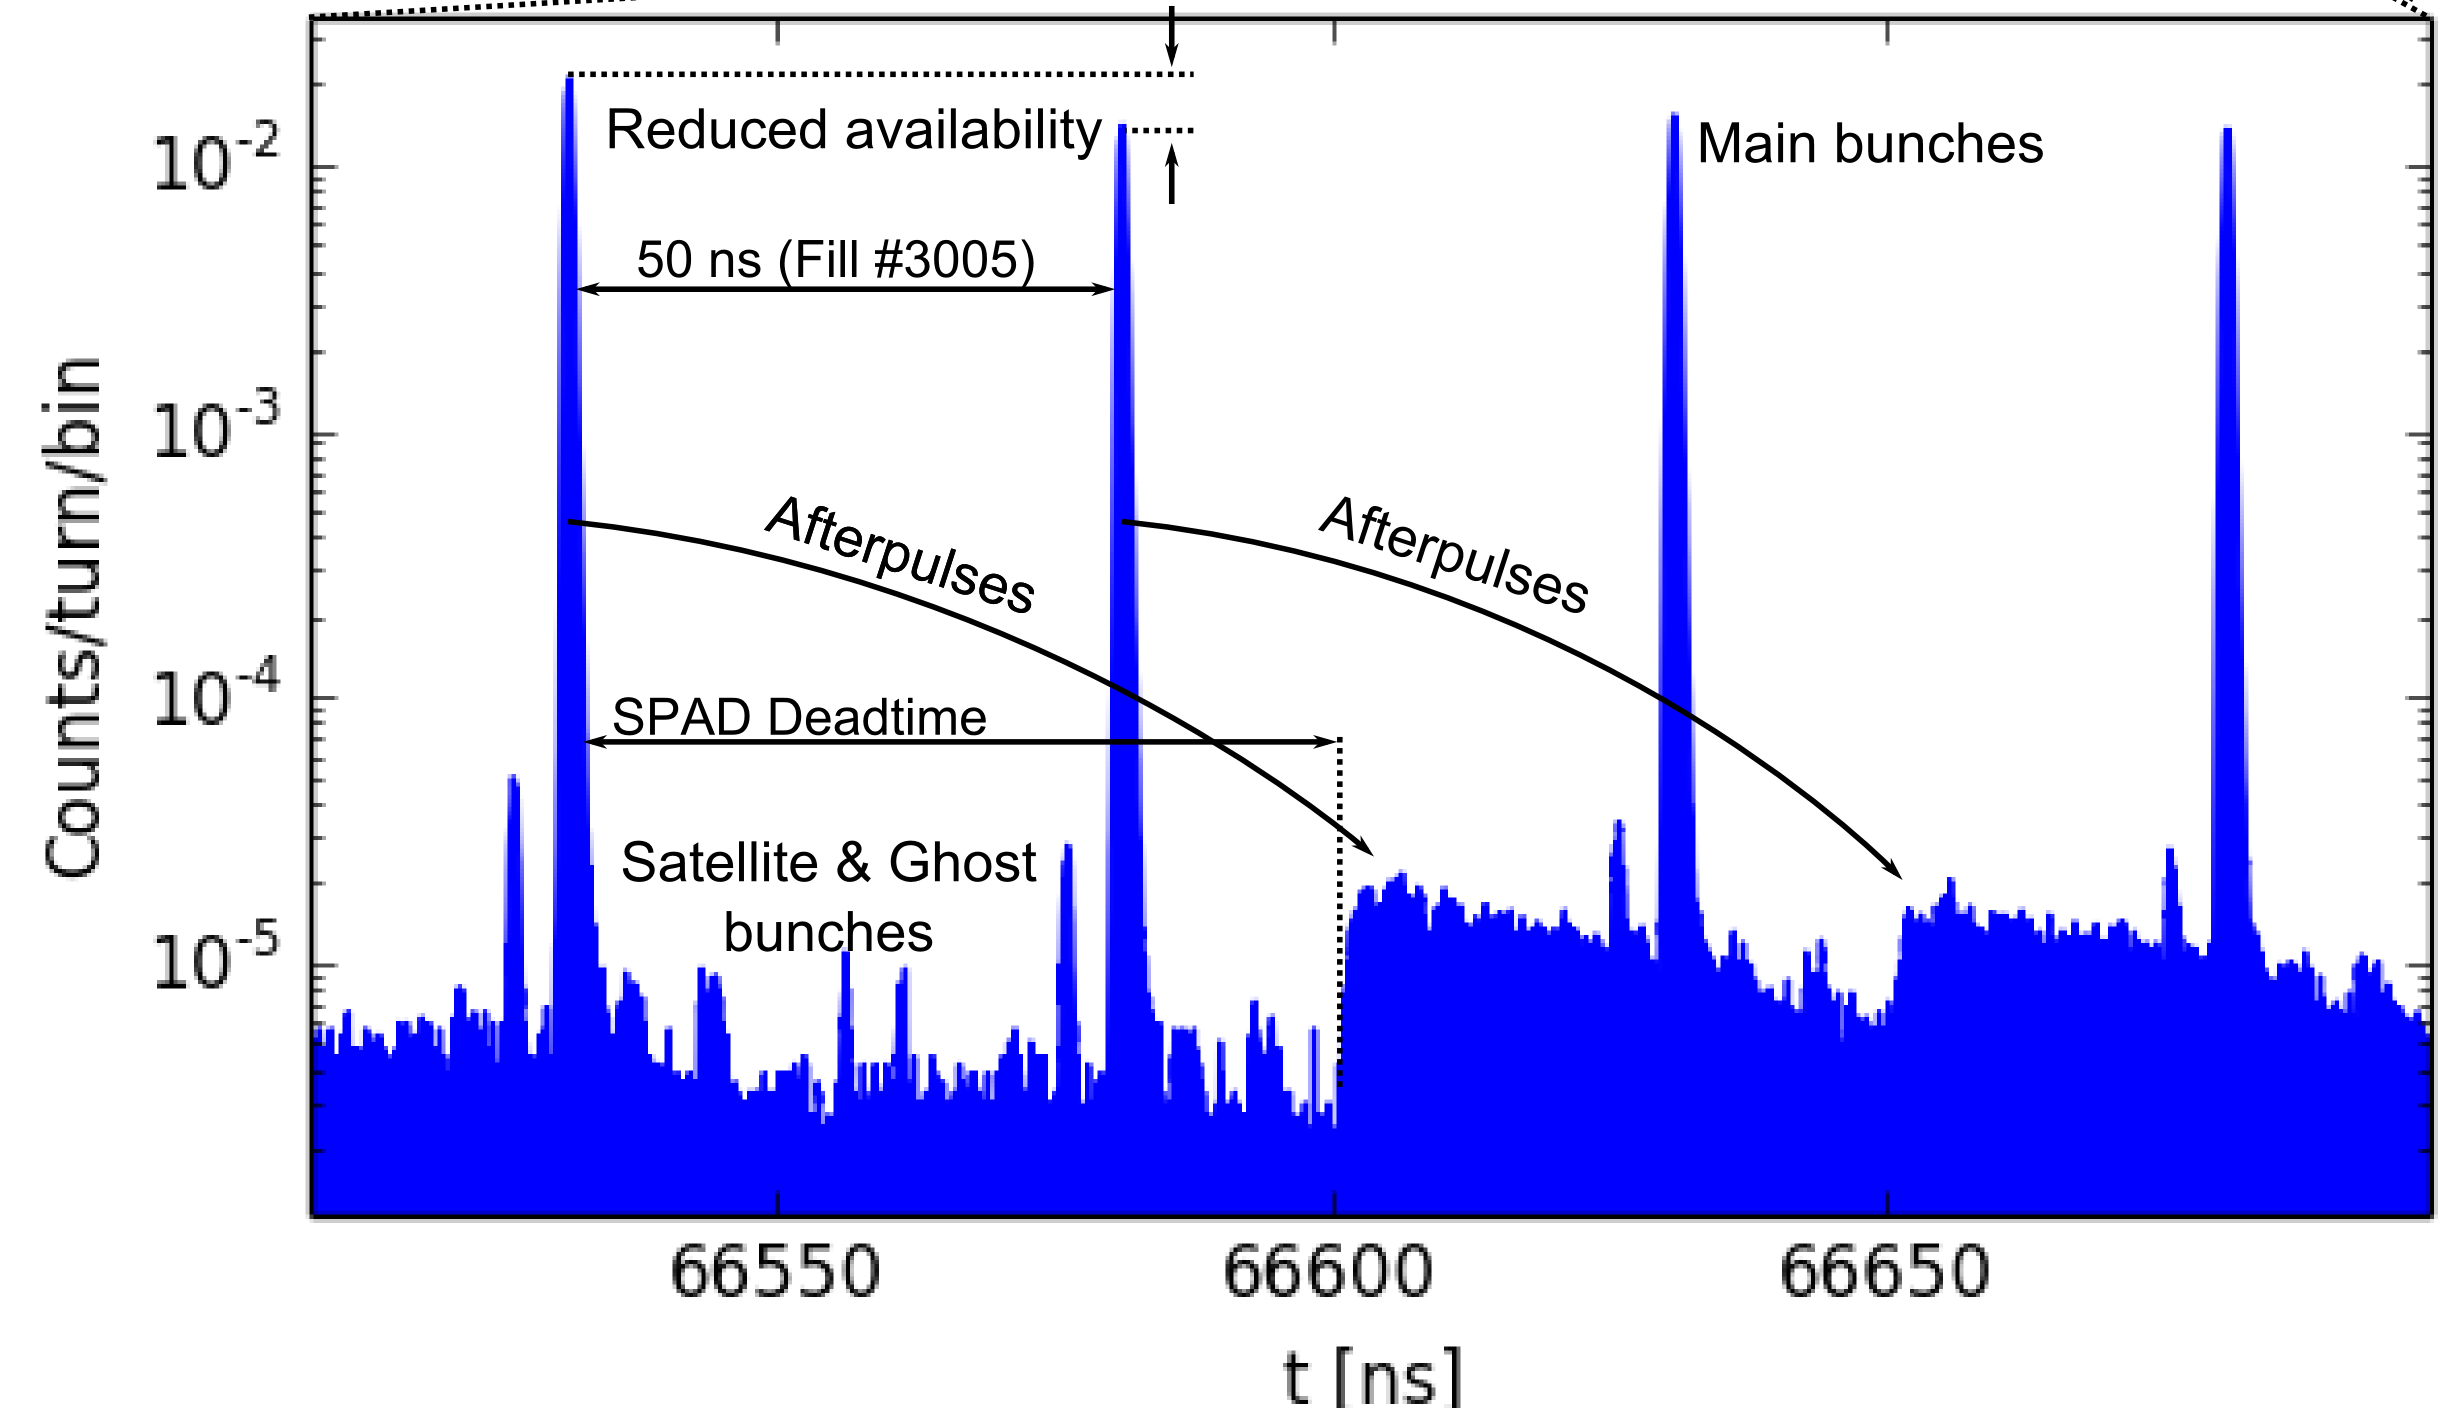 Reduced availability
Main bunches
50 ns (Fill #3005)
Afterpulses
Afterpulses
SPAD Deadtime
Satellite & Ghost
bunches
Counts/turn/bin
10⁻²
10⁻³
10⁻⁴
10⁻⁵
66550
66600
66650
t [ns]